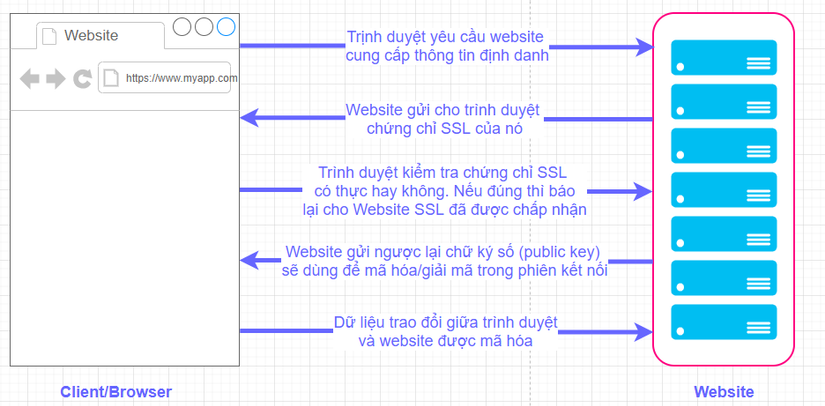 Website
https://www.myapp.com
Trình duyệt yêu cầu website
cung cấp thông tin định danh
Website gửi cho trình duyệt
chứng chỉ SSL của nó
Trình duyệt kiểm tra chứng chỉ SSL
có thực hay không. Nếu đúng thì báo
lại cho Website SSL đã được chấp nhận
Website gửi ngược lại chữ ký số (public key)
sẽ dùng để mã hóa/giải mã trong phiên kết nối
Dữ liệu trao đổi giữa trình duyệt
và website được mã hóa
Client/Browser
Website